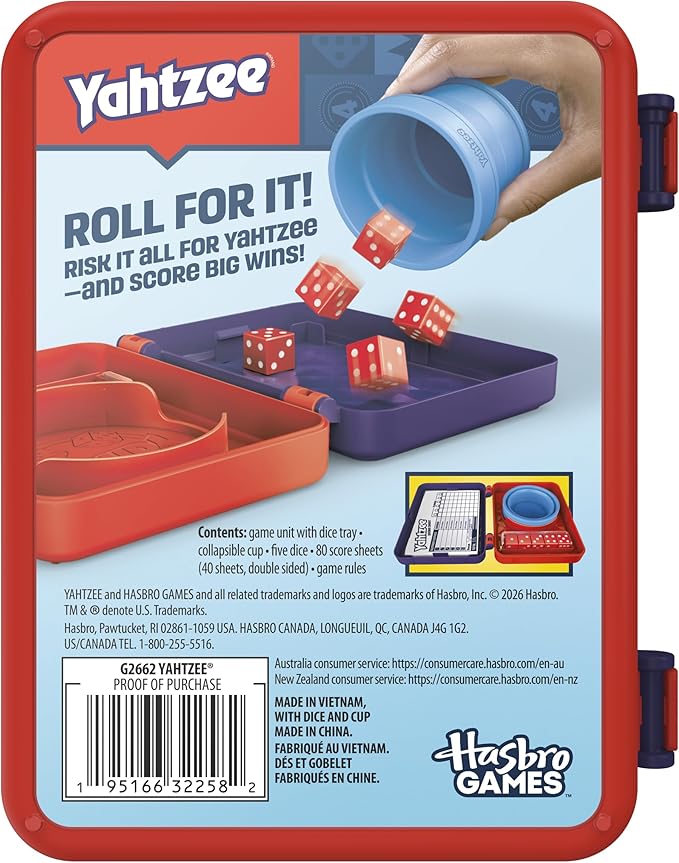 Yahtzee
BRAND
ROLL FOR IT!
RISK IT ALL FOR YAHTZEE
—AND SCORE BIG WINS!
4
4
YAHTZEE
Yahtzee
Contents: game unit with dice tray •
collapsible cup • five dice • 80 score sheets
(40 sheets, double sided) • game rules
YAHTZEE and HASBRO GAMES and all related trademarks and logos are trademarks of Hasbro, Inc. © 2026 Hasbro.
TM & ® denote U.S. Trademarks.
Hasbro, Pawtucket, RI 02861-1059 USA. HASBRO CANADA, LONGUEUIL, QC, CANADA J4G 1G2.
US/CANADA TEL. 1-800-255-5516.
G2662 YAHTZEE®
PROOF OF PURCHASE
1 95166 32258 2
Australia consumer service: https://consumercare.hasbro.com/en-au
New Zealand consumer service: https://consumercare.hasbro.com/en-nz
MADE IN VIETNAM,
WITH DICE AND CUP
MADE IN CHINA.
FABRIQUÉ AU VIETNAM.
DÉS ET GOBELET
FABRIQUÉS EN CHINE.
Hasbro
GAMES™